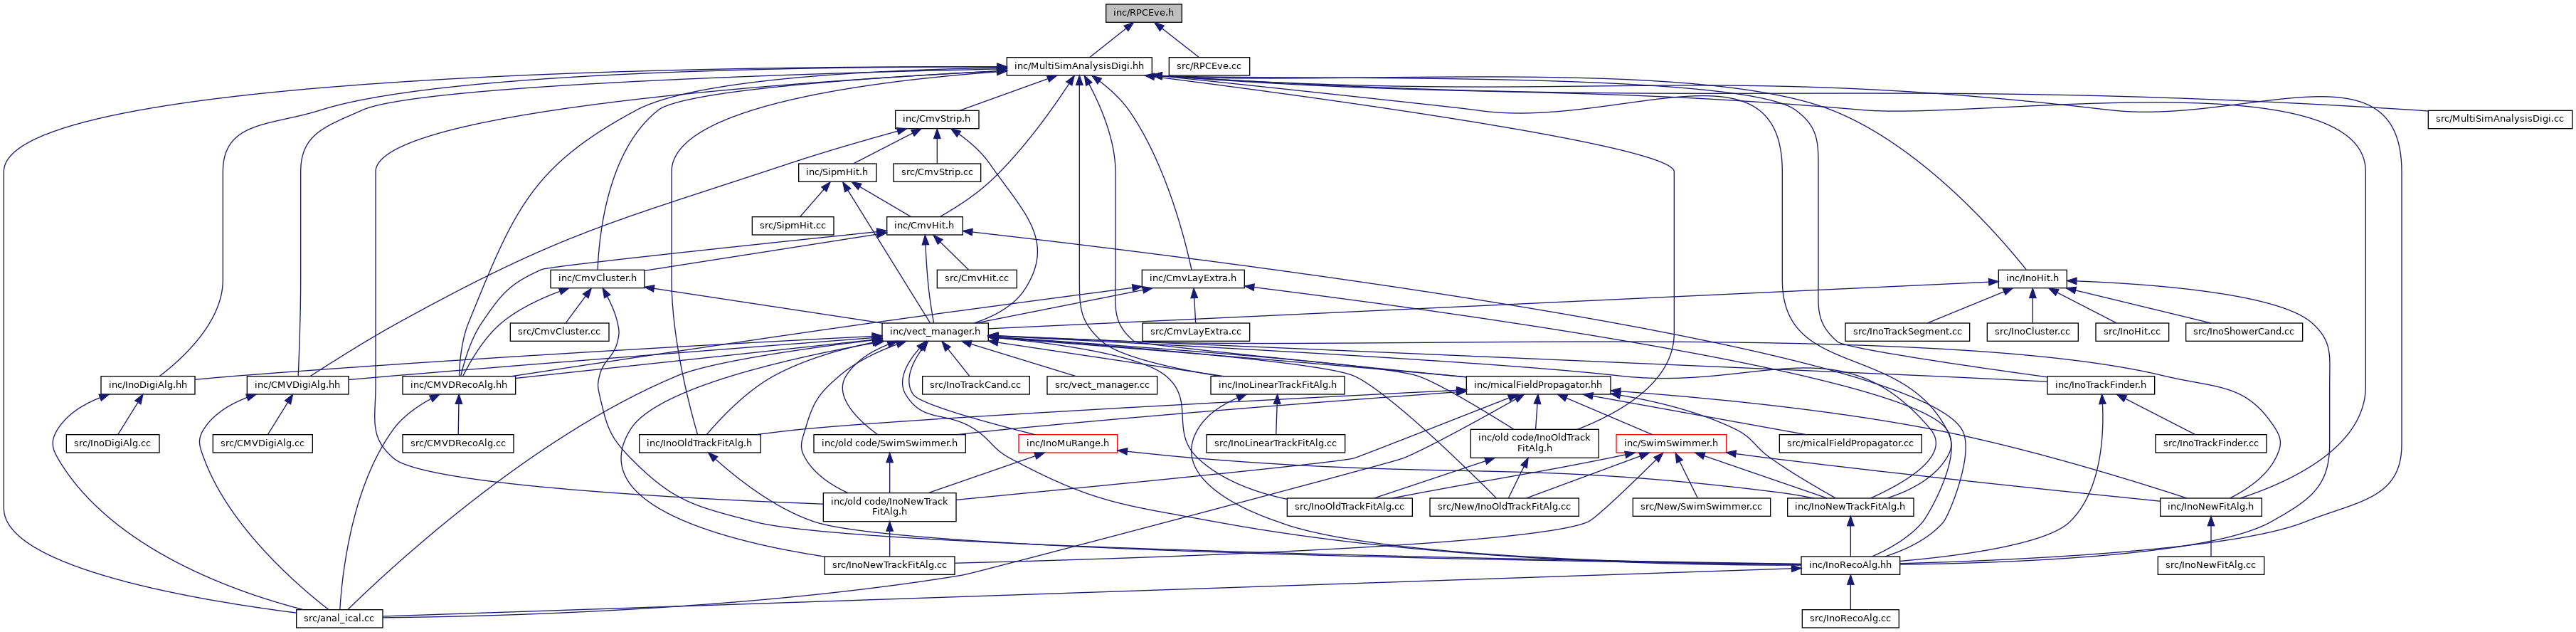 inc/RPCEve.h
inc/MultiSimAnalysisDigi.hh
src/RPCEve.cc
inc/CmvStrip.h
src/MultiSimAnalysisDigi.cc
inc/SipmHit.h
src/CmvStrip.cc
src/SipmHit.cc
inc/CmvHit.h
inc/CmvCluster.h
src/CmvHit.cc
inc/CmvLayExtra.h
inc/InoHit.h
src/CmvCluster.cc
inc/vect_manager.h
src/CmvLayExtra.cc
src/InoTrackSegment.cc
src/InoCluster.cc
src/InoHit.cc
src/InoShowerCand.cc
inc/InoDigiAlg.hh
inc/CMVDigiAlg.hh
inc/CMVDRecoAlg.hh
src/InoTrackCand.cc
src/vect_manager.cc
inc/InoLinearTrackFitAlg.h
inc/micalFieldPropagator.hh
inc/InoTrackFinder.h
src/InoDigiAlg.cc
src/CMVDigiAlg.cc
src/CMVDRecoAlg.cc
inc/InoOldTrackFitAlg.h
inc/old code/SwimSwimmer.h
inc/InoMuRange.h
src/InoLinearTrackFitAlg.cc
inc/old code/InoOldTrack
FitAlg.h
inc/SwimSwimmer.h
src/micalFieldPropagator.cc
src/InoTrackFinder.cc
inc/old code/InoNewTrack
FitAlg.h
src/InoOldTrackFitAlg.cc
src/New/InoOldTrackFitAlg.cc
src/New/SwimSwimmer.cc
inc/InoNewTrackFitAlg.h
inc/InoNewFitAlg.h
src/InoNewTrackFitAlg.cc
inc/InoRecoAlg.hh
src/InoNewFitAlg.cc
src/anal_ical.cc
src/InoRecoAlg.cc